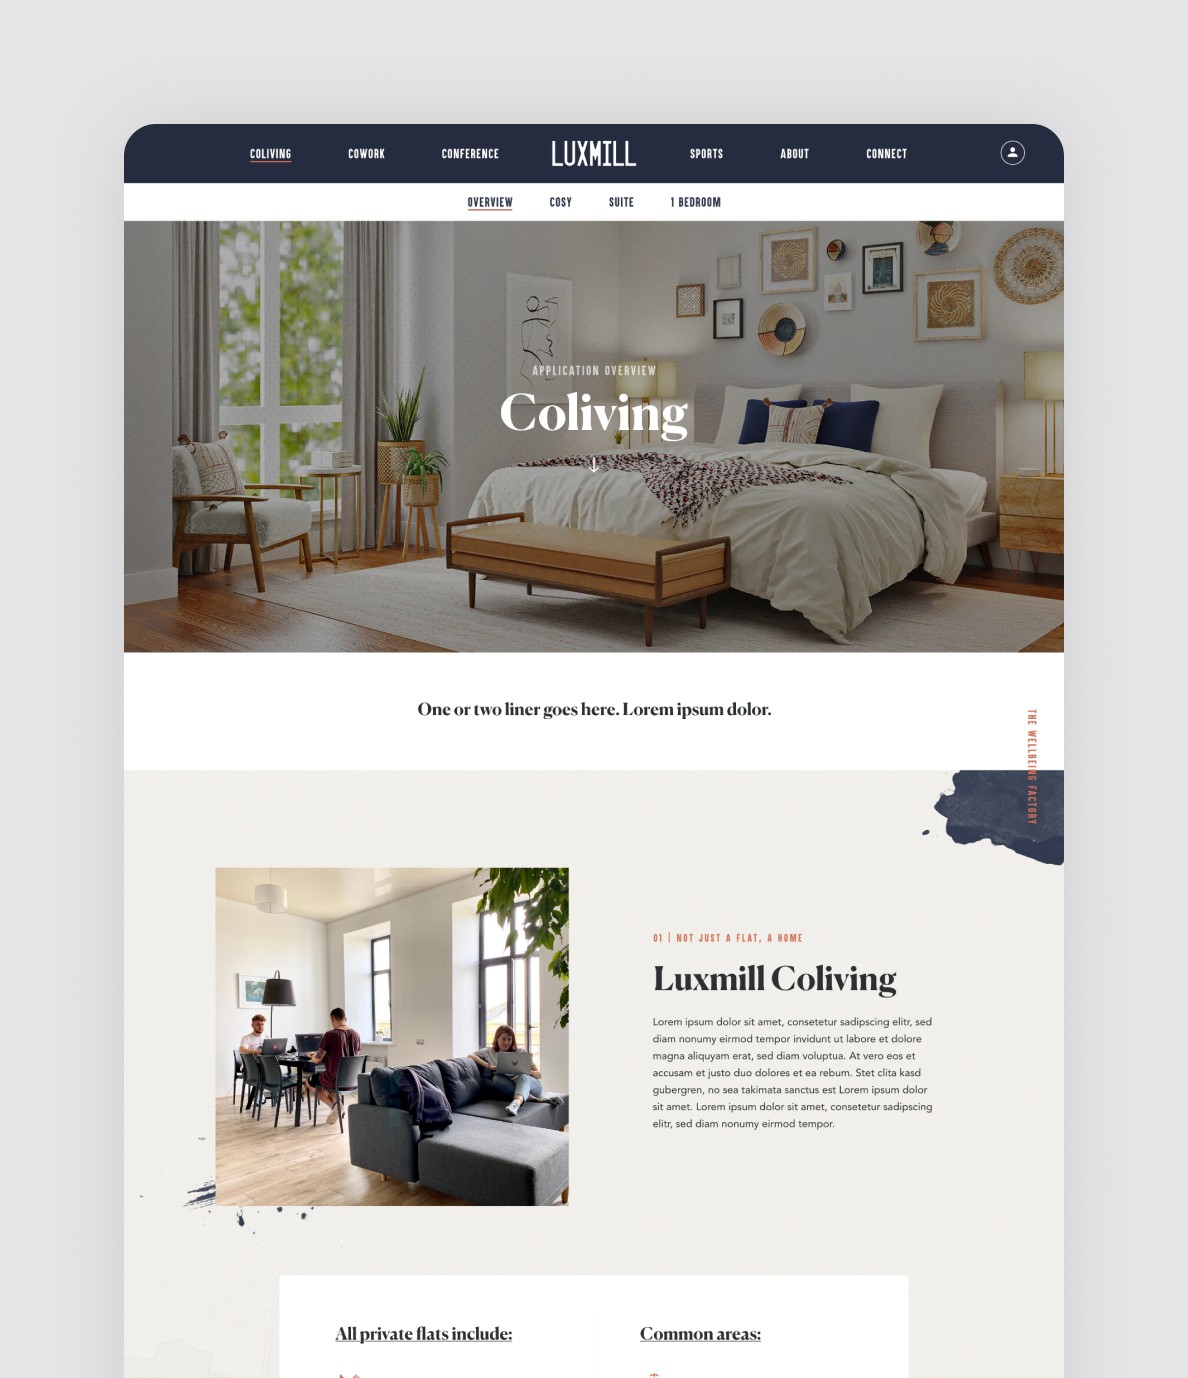 COLIVING COWORK CONFERENCE LUXMILL SPORTS ABOUT CONNECT
OVERVIEW COSY SUITE 1 BEDROOM
APPLICATION OVERVIEW
Coliving
One or two liner goes here. Lorem ipsum dolor.
THE WELLBEING FACTORY
01 | NOT JUST A FLAT, A HOME
Luxmill Coliving
Lorem ipsum dolor sit amet, consetetur sadipscing elitr, sed
diam nonumy eirmod tempor invidunt ut labore et dolore
magna aliquyam erat, sed diam voluptua. At vero eos et
accusam et justo duo dolores et ea rebum. Stet clita kasd
gubergren, no sea takimata sanctus est Lorem ipsum dolor
sit amet. Lorem ipsum dolor sit amet, consetetur sadipscing
elitr, sed diam nonumy eirmod tempor.
All private flats include:
Common areas: